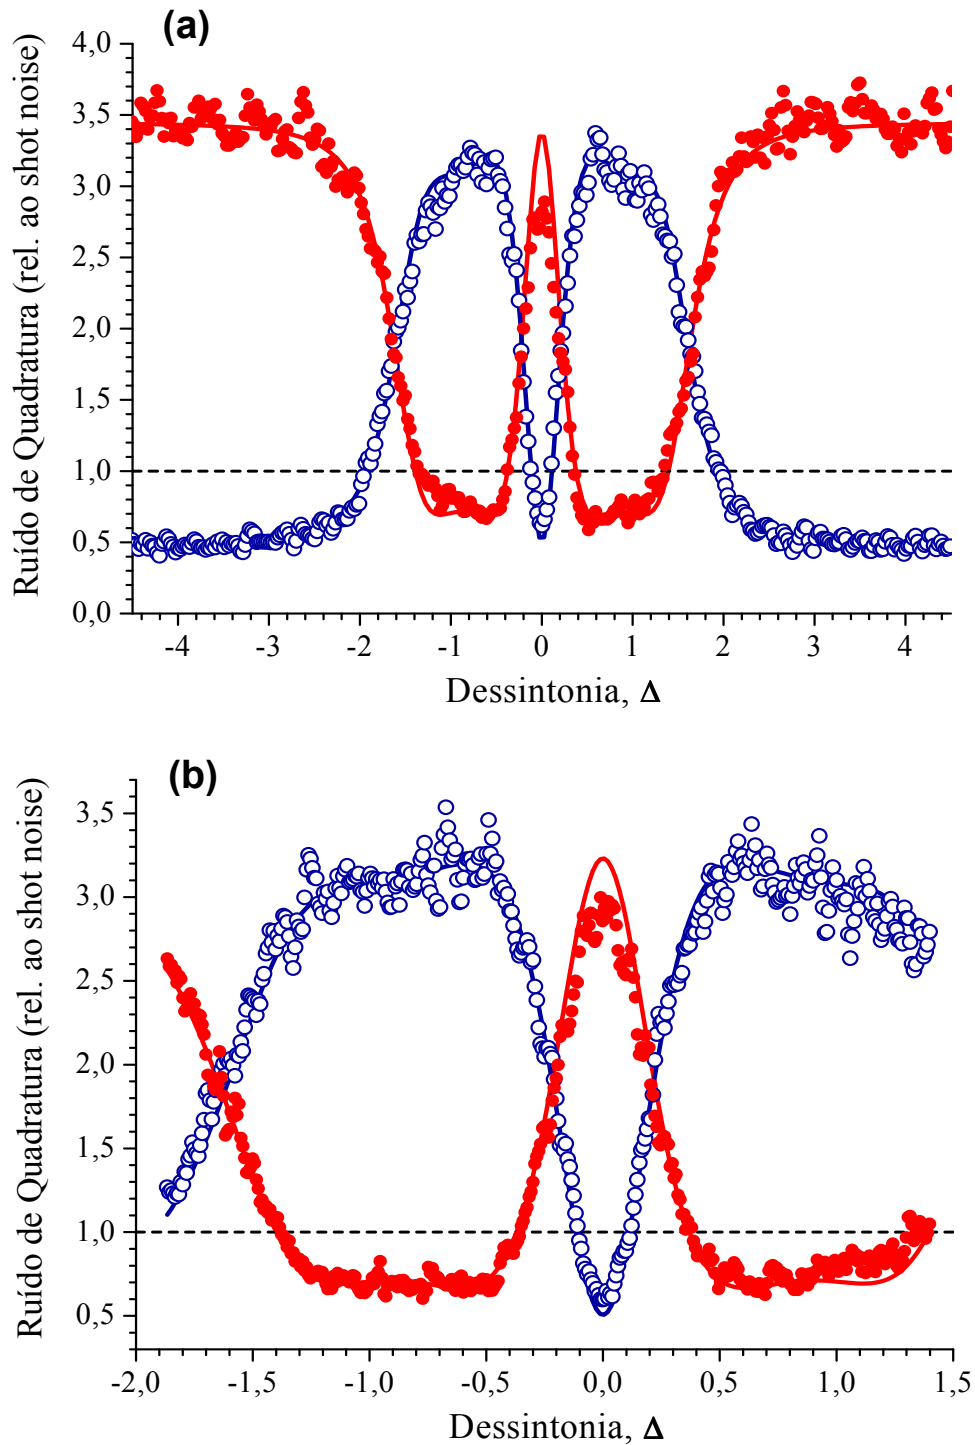 (a)
Ruído de Quadratura (rel. ao shot noise)
4,0
3,5
3,0
2,5
2,0
1,5
1,0
0,5
0,0
-4 -3 -2 -1 0 1 2 3 4
Dessintonia, Δ
(b)
Ruído de Quadratura (rel. ao shot noise)
3,5
3,0
2,5
2,0
1,5
1,0
0,5
-2,0 -1,5 -1,0 -0,5 0,0 0,5 1,0 1,5
Dessintonia, Δ